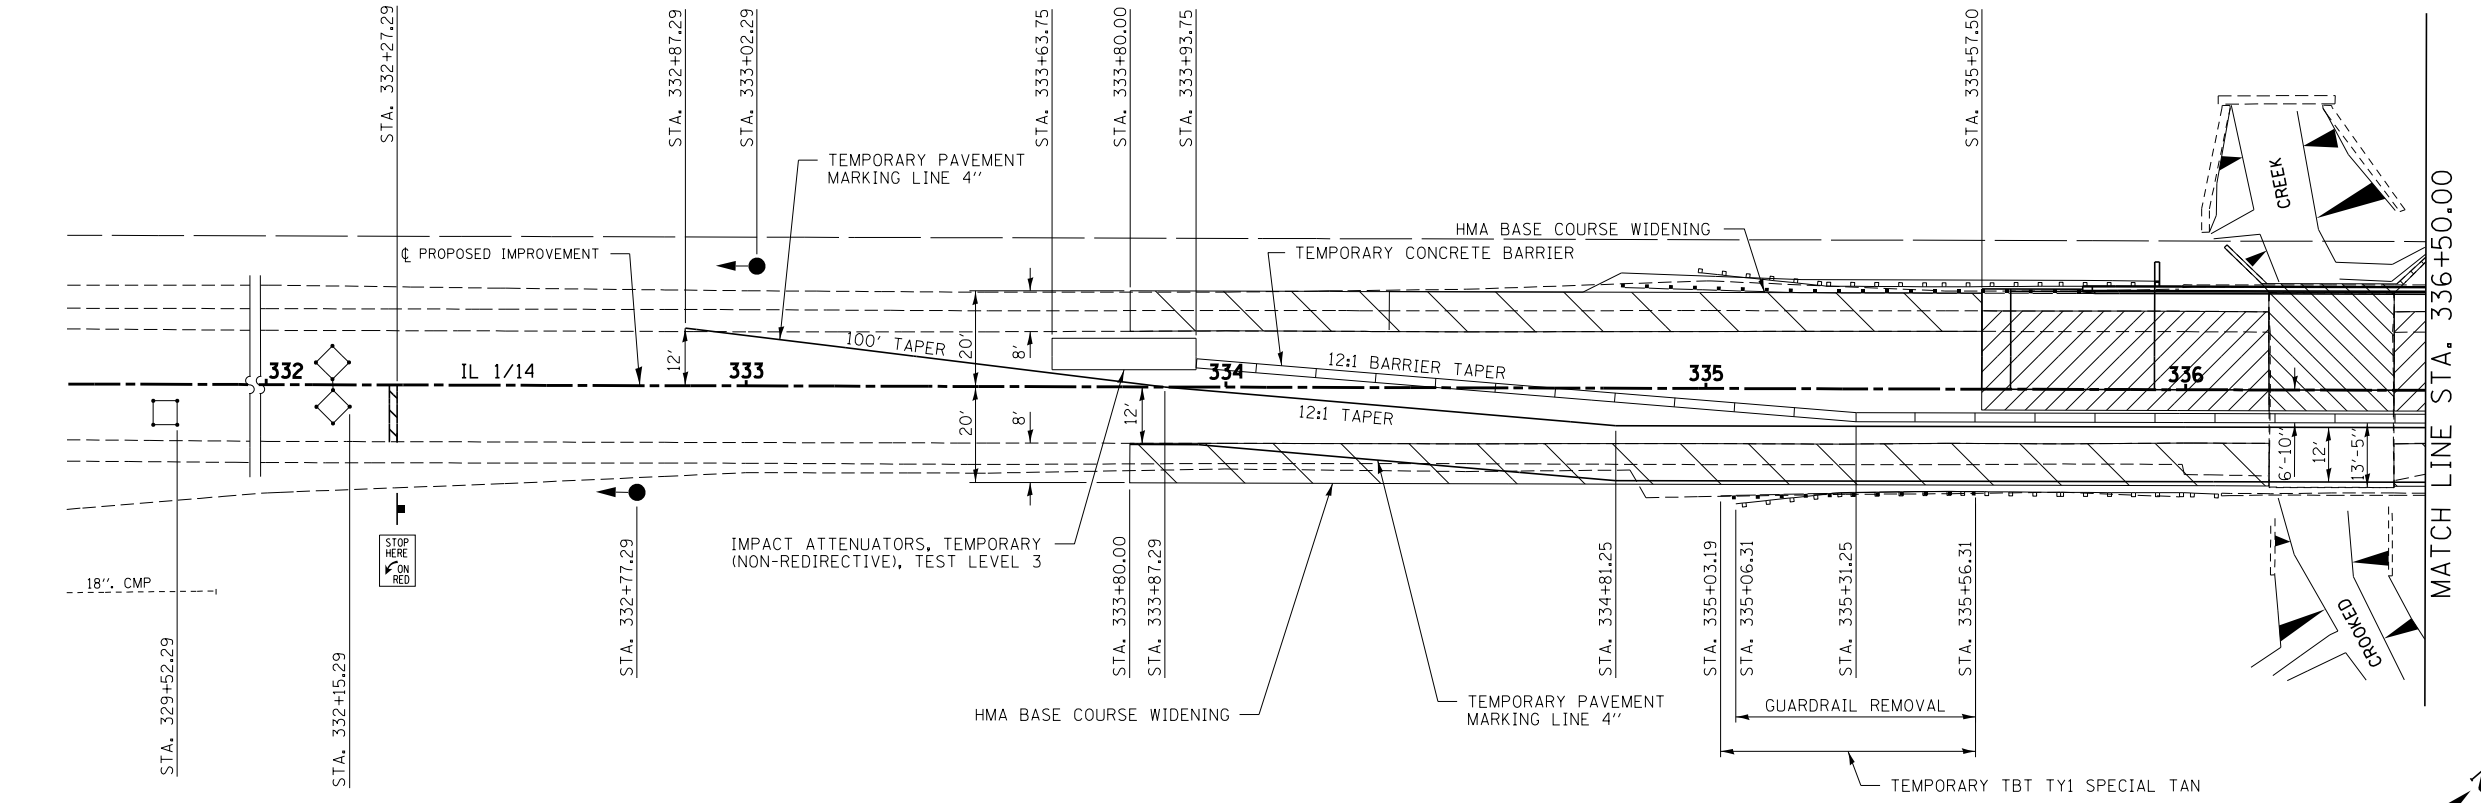 STA. 332+27.29
STA. 332+87.29
STA. 333+02.29
STA. 333+63.75
STA. 333+80.00
STA. 333+93.75
STA. 335+57.50
TEMPORARY PAVEMENT
MARKING LINE 4''
HMA BASE COURSE WIDENING
TEMPORARY CONCRETE BARRIER
℄ PROPOSED IMPROVEMENT
CREEK
MATCH LINE STA. 336+50.00
12'
100' TAPER
20'
8'
12:1 BARRIER TAPER
332
IL 1/14
333
334
335
336
12:1 TAPER
20'
8'
12'
6'-10''
12'
13'-5''
STOP
HERE
ON
RED
18''. CMP
IMPACT ATTENUATORS, TEMPORARY
(NON-REDIRECTIVE), TEST LEVEL 3
STA. 329+52.29
STA. 332+15.29
STA. 332+77.29
STA. 333+80.00
STA. 333+87.29
STA. 334+81.25
STA. 335+03.19
STA. 335+06.31
STA. 335+31.25
STA. 335+56.31
CROOKED
HMA BASE COURSE WIDENING
TEMPORARY PAVEMENT
MARKING LINE 4''
GUARDRAIL REMOVAL
TEMPORARY TBT TY1 SPECIAL TAN